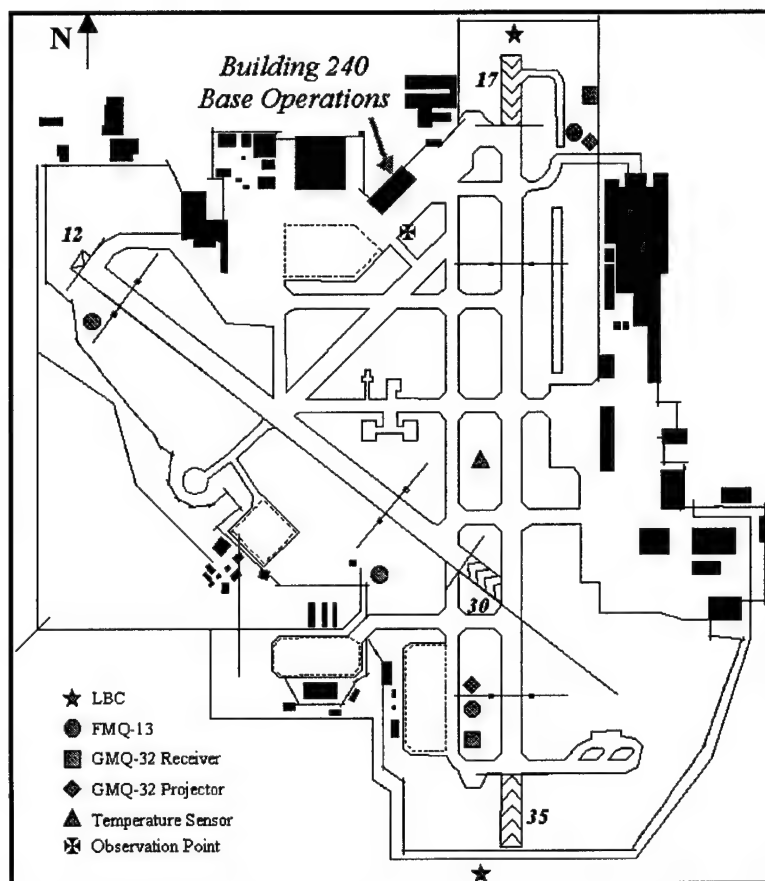 N
Building 240
Base Operations
17
12
30
35
LBC
FMQ-13
GMQ-32 Receiver
GMQ-32 Projector
Temperature Sensor
Observation Point